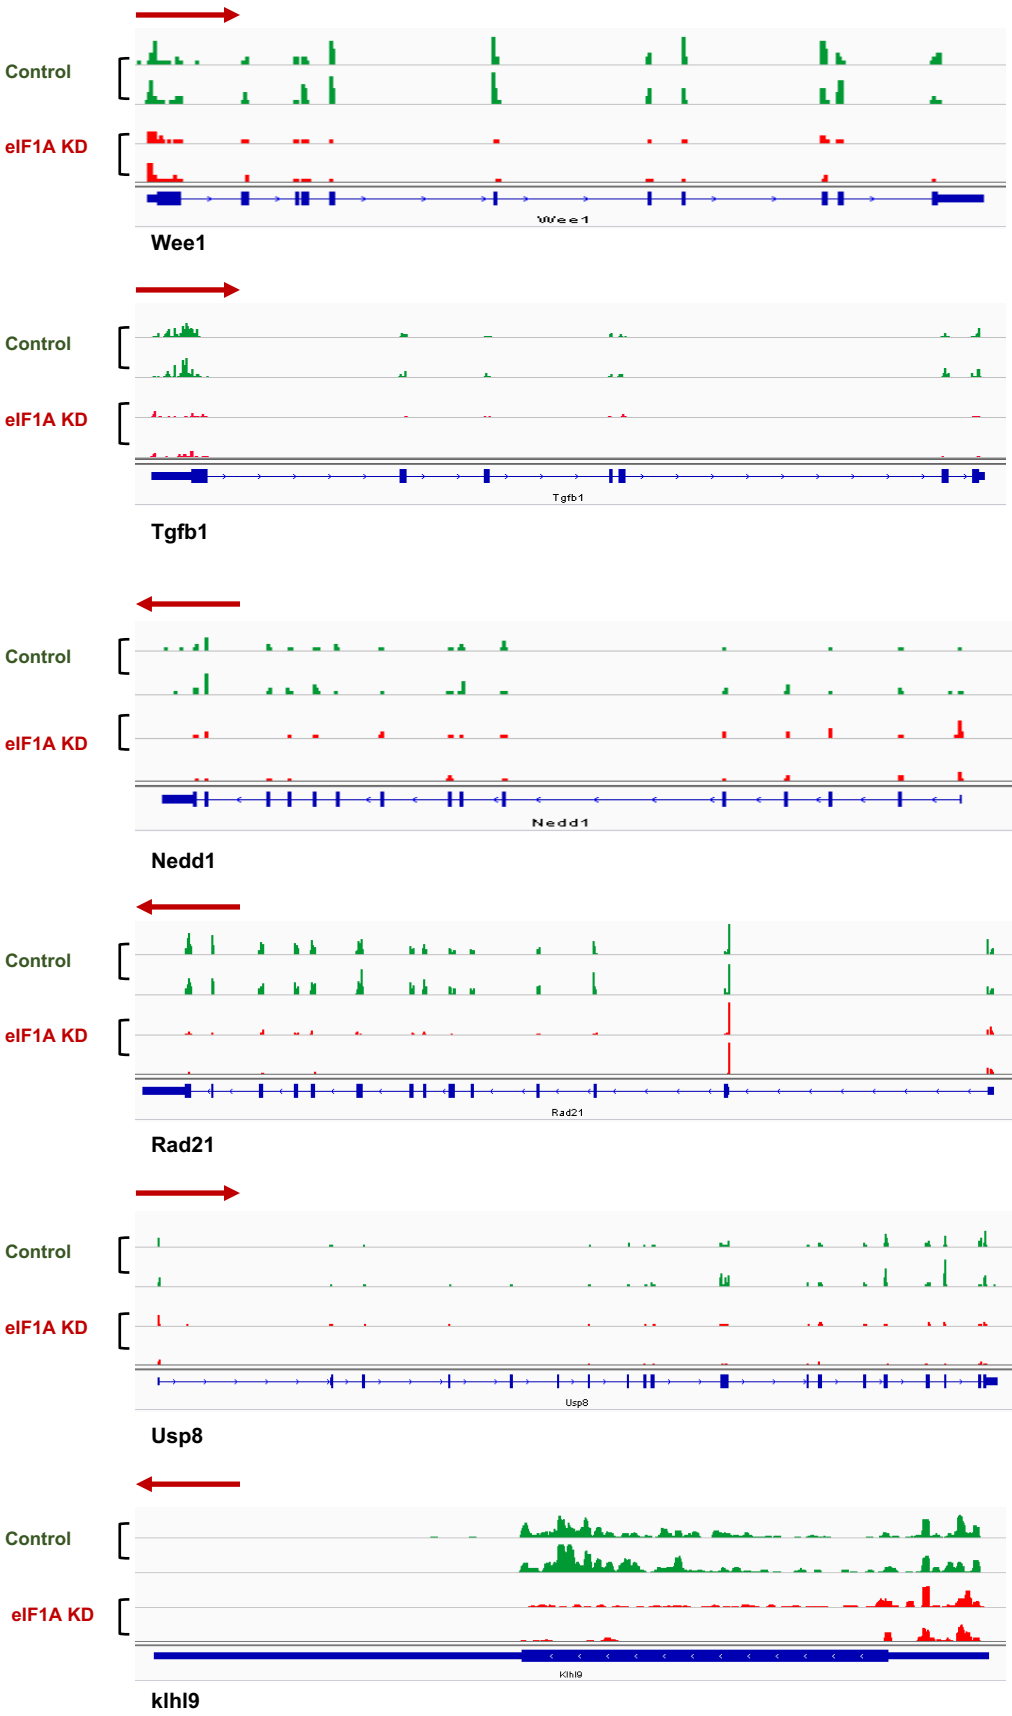 Control
eIF1A KD
Wee1
Wee1
Control
eIF1A KD
Tgfb1
Tgfb1
Control
eIF1A KD
Nedd1
Nedd1
Control
eIF1A KD
Rad21
Rad21
Control
eIF1A KD
Usp8
Usp8
Control
eIF1A KD
Klhl9
klhl9